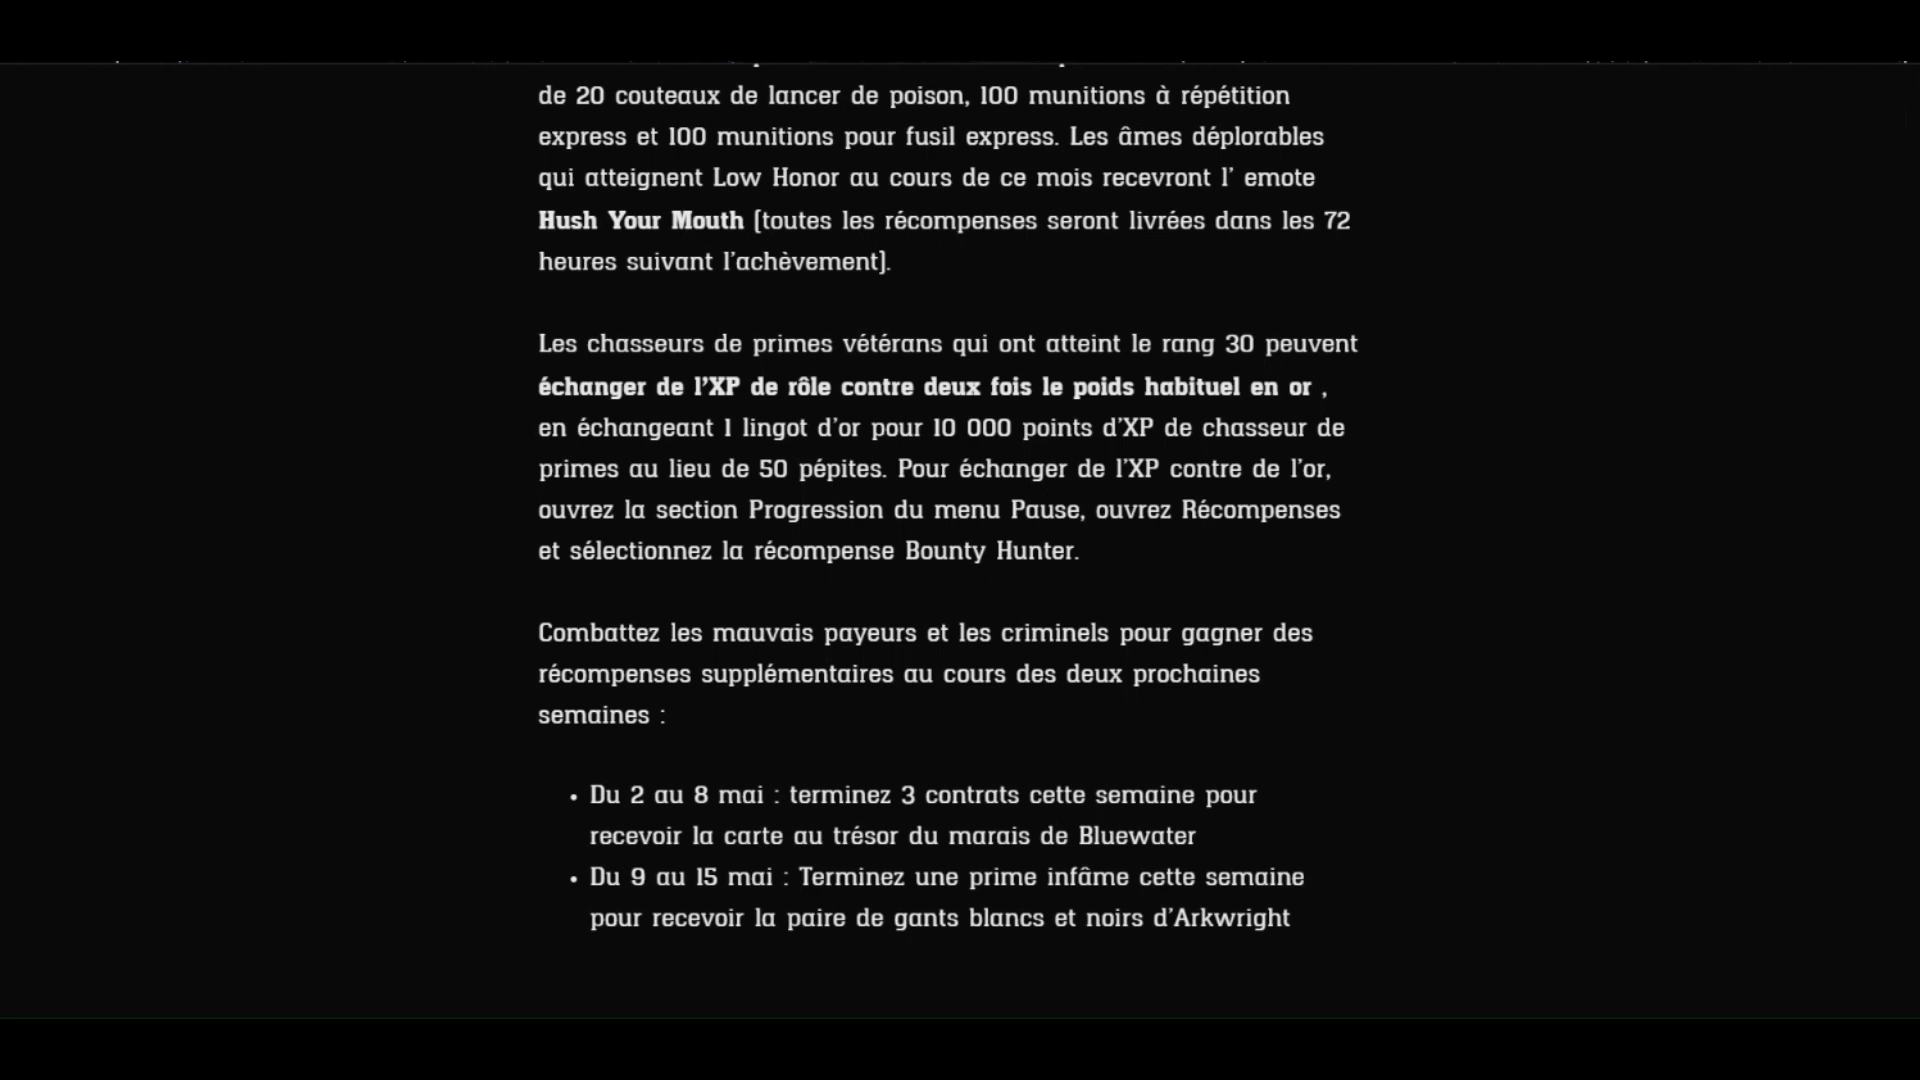 de 20 couteaux de lancer de poison, 100 munitions à répétition
express et 100 munitions pour fusil express. Les âmes déplorables
qui atteignent Low Honor au cours de ce mois recevront l’ emote
Hush Your Mouth (toutes les récompenses seront livrées dans les 72
heures suivant l’achèvement).
Les chasseurs de primes vétérans qui ont atteint le rang 30 peuvent
échanger de l’XP de rôle contre deux fois le poids habituel en or ,
en échangeant 1 lingot d’or pour 10 000 points d’XP de chasseur de
primes au lieu de 50 pépites. Pour échanger de l’XP contre de l’or,
ouvrez la section Progression du menu Pause, ouvrez Récompenses
et sélectionnez la récompense Bounty Hunter.
Combattez les mauvais payeurs et les criminels pour gagner des
récompenses supplémentaires au cours des deux prochaines
semaines :
• Du 2 au 8 mai : terminez 3 contrats cette semaine pour
recevoir la carte au trésor du marais de Bluewater
• Du 9 au 15 mai : Terminez une prime infâme cette semaine
pour recevoir la paire de gants blancs et noirs d’Arkwright